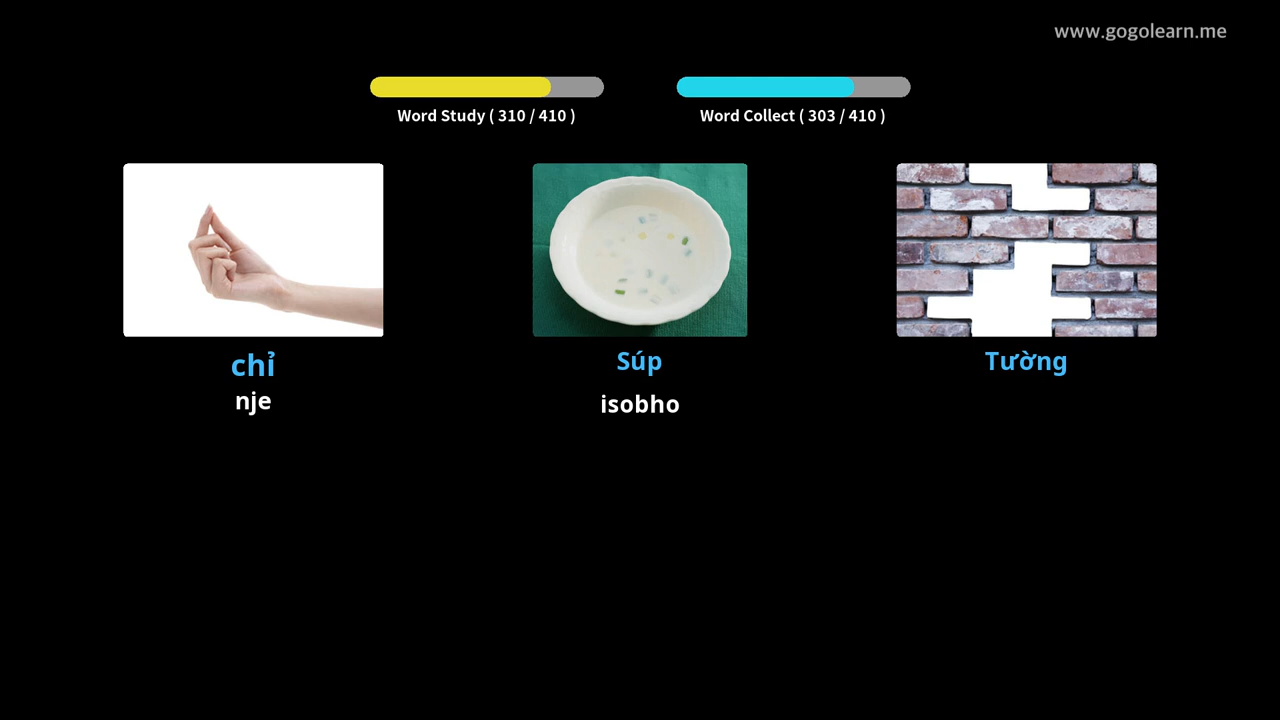 www.gogolearn.me
Word Study ( 310 / 410 )
Word Collect ( 303 / 410 )
chỉ
nje
Súp
isobho
Tường